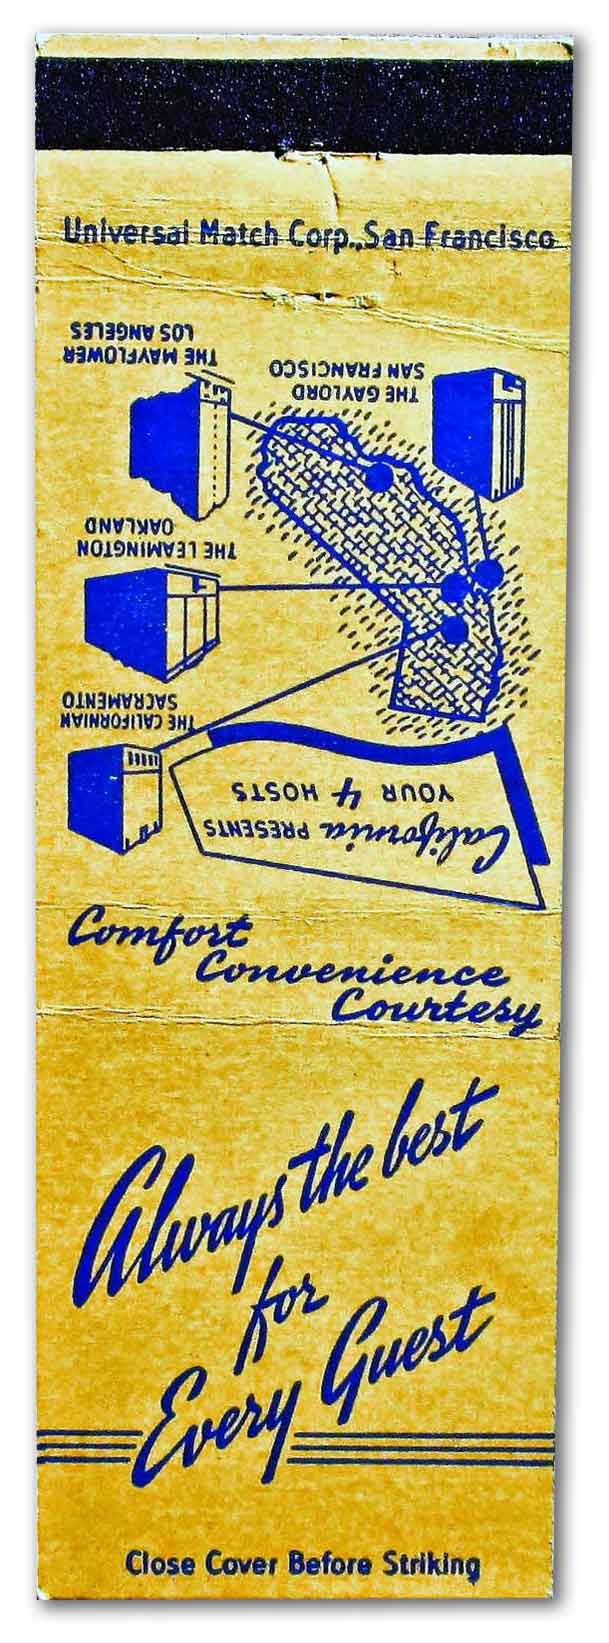 Universal Match Corp., San Francisco
California PRESENTS
YOUR 4 HOSTS
THE CALIFORNIAN
SACRAMENTO
THE LEAMINGTON
OAKLAND
THE GAYLORD
SAN FRANCISCO
THE MAYFLOWER
LOS ANGELES
Comfort
Convenience
Courtesy
Always the best
for
Every Guest
Close Cover Before Striking